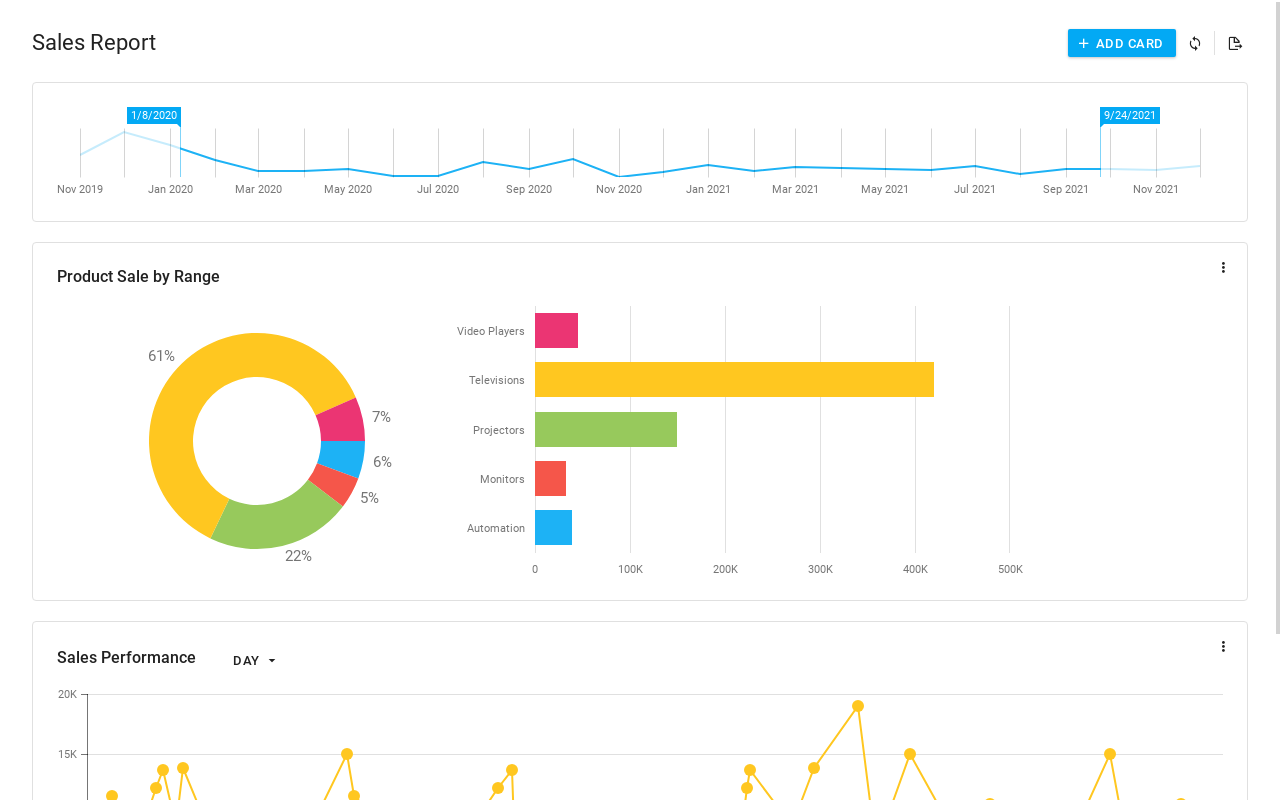 Sales Report
+ ADD CARD
1/8/2020
9/24/2021
Nov 2019
Jan 2020
Mar 2020
May 2020
Jul 2020
Sep 2020
Nov 2020
Jan 2021
Mar 2021
May 2021
Jul 2021
Sep 2021
Nov 2021
Product Sale by Range
61%
7%
6%
5%
22%
Video Players
Televisions
Projectors
Monitors
Automation
0
100K
200K
300K
400K
500K
Sales Performance
DAY
20K
15K